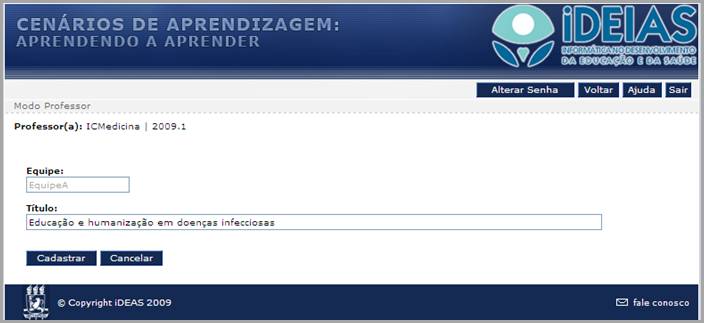 CENÁRIOS DE APRENDIZAGEM:
APRENDENDO A APRENDER
iDEIAS
INFORMÁTICA NO DESENVOLVIMENTO
DA EDUCAÇÃO E DA SAÚDE
Alterar Senha Voltar Ajuda Sair
Modo Professor
Professor(a): ICMedicina | 2009.1
Equipe:
EquipeA
Título:
Educação e humanização em doenças infecciosas
Cadastrar Cancelar
© Copyright iDEAS 2009
fale conosco